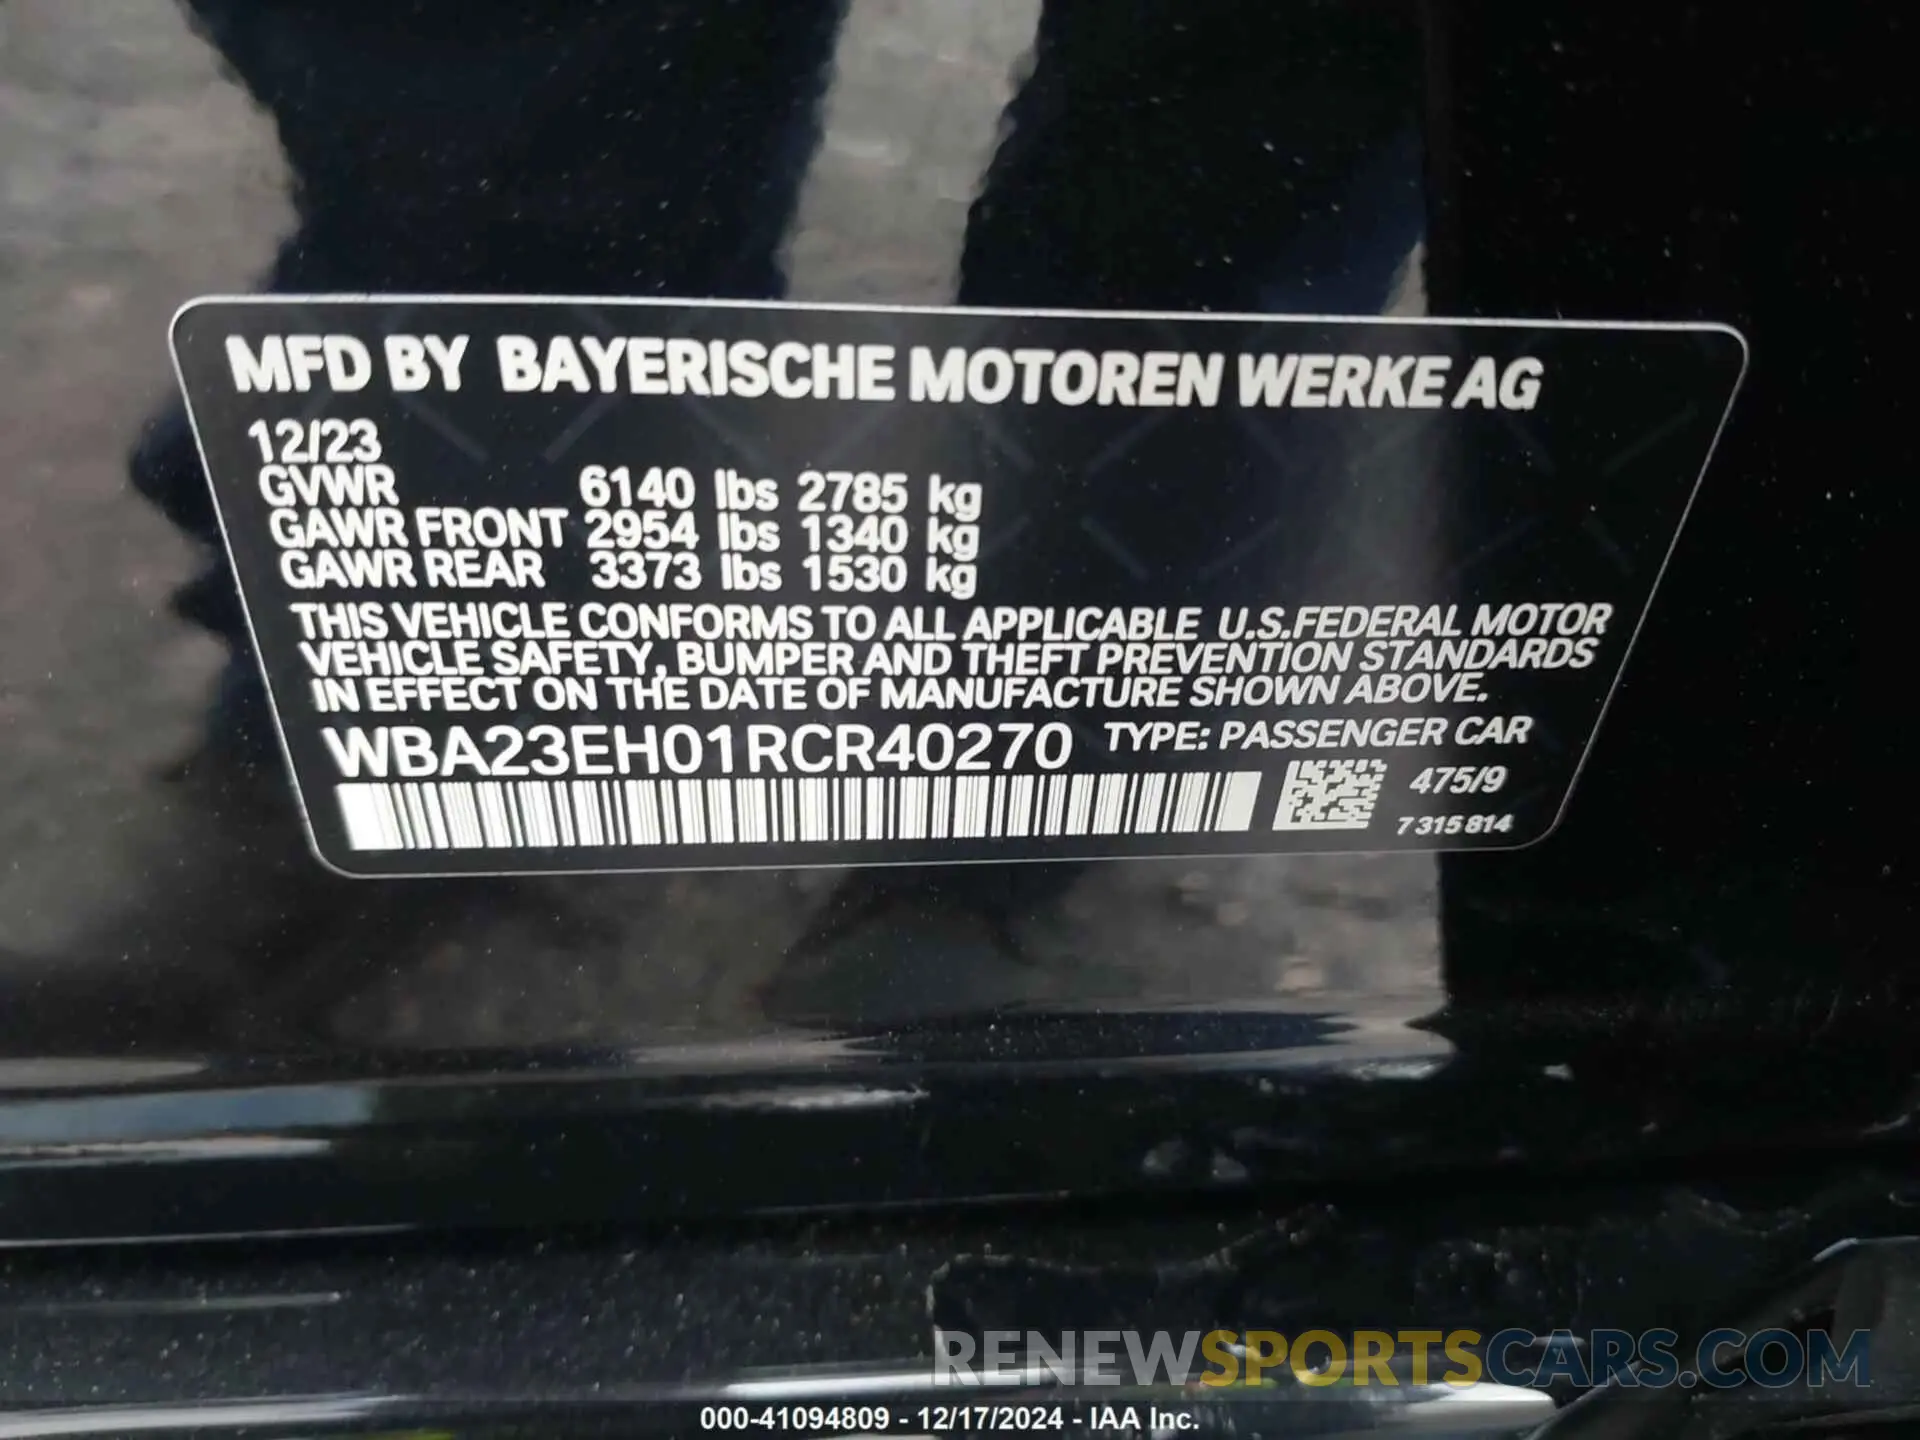 MFD BY BAYERISCHE MOTOREN WERKE AG
12/23
GVWR 6140 lbs 2785 kg
GAWR FRONT 2954 lbs 1340 kg
GAWR REAR 3373 lbs 1530 kg
THIS VEHICLE CONFORMS TO ALL APPLICABLE U.S.FEDERAL MOTOR
VEHICLE SAFETY, BUMPER AND THEFT PREVENTION STANDARDS
IN EFFECT ON THE DATE OF MANUFACTURE SHOWN ABOVE.
WBA23EH01RCR40270 TYPE: PASSENGER CAR
475/9
7 315 814
RENEWSPORTSCARS.COM
000-41094809 - 12/17/2024 - IAA Inc.